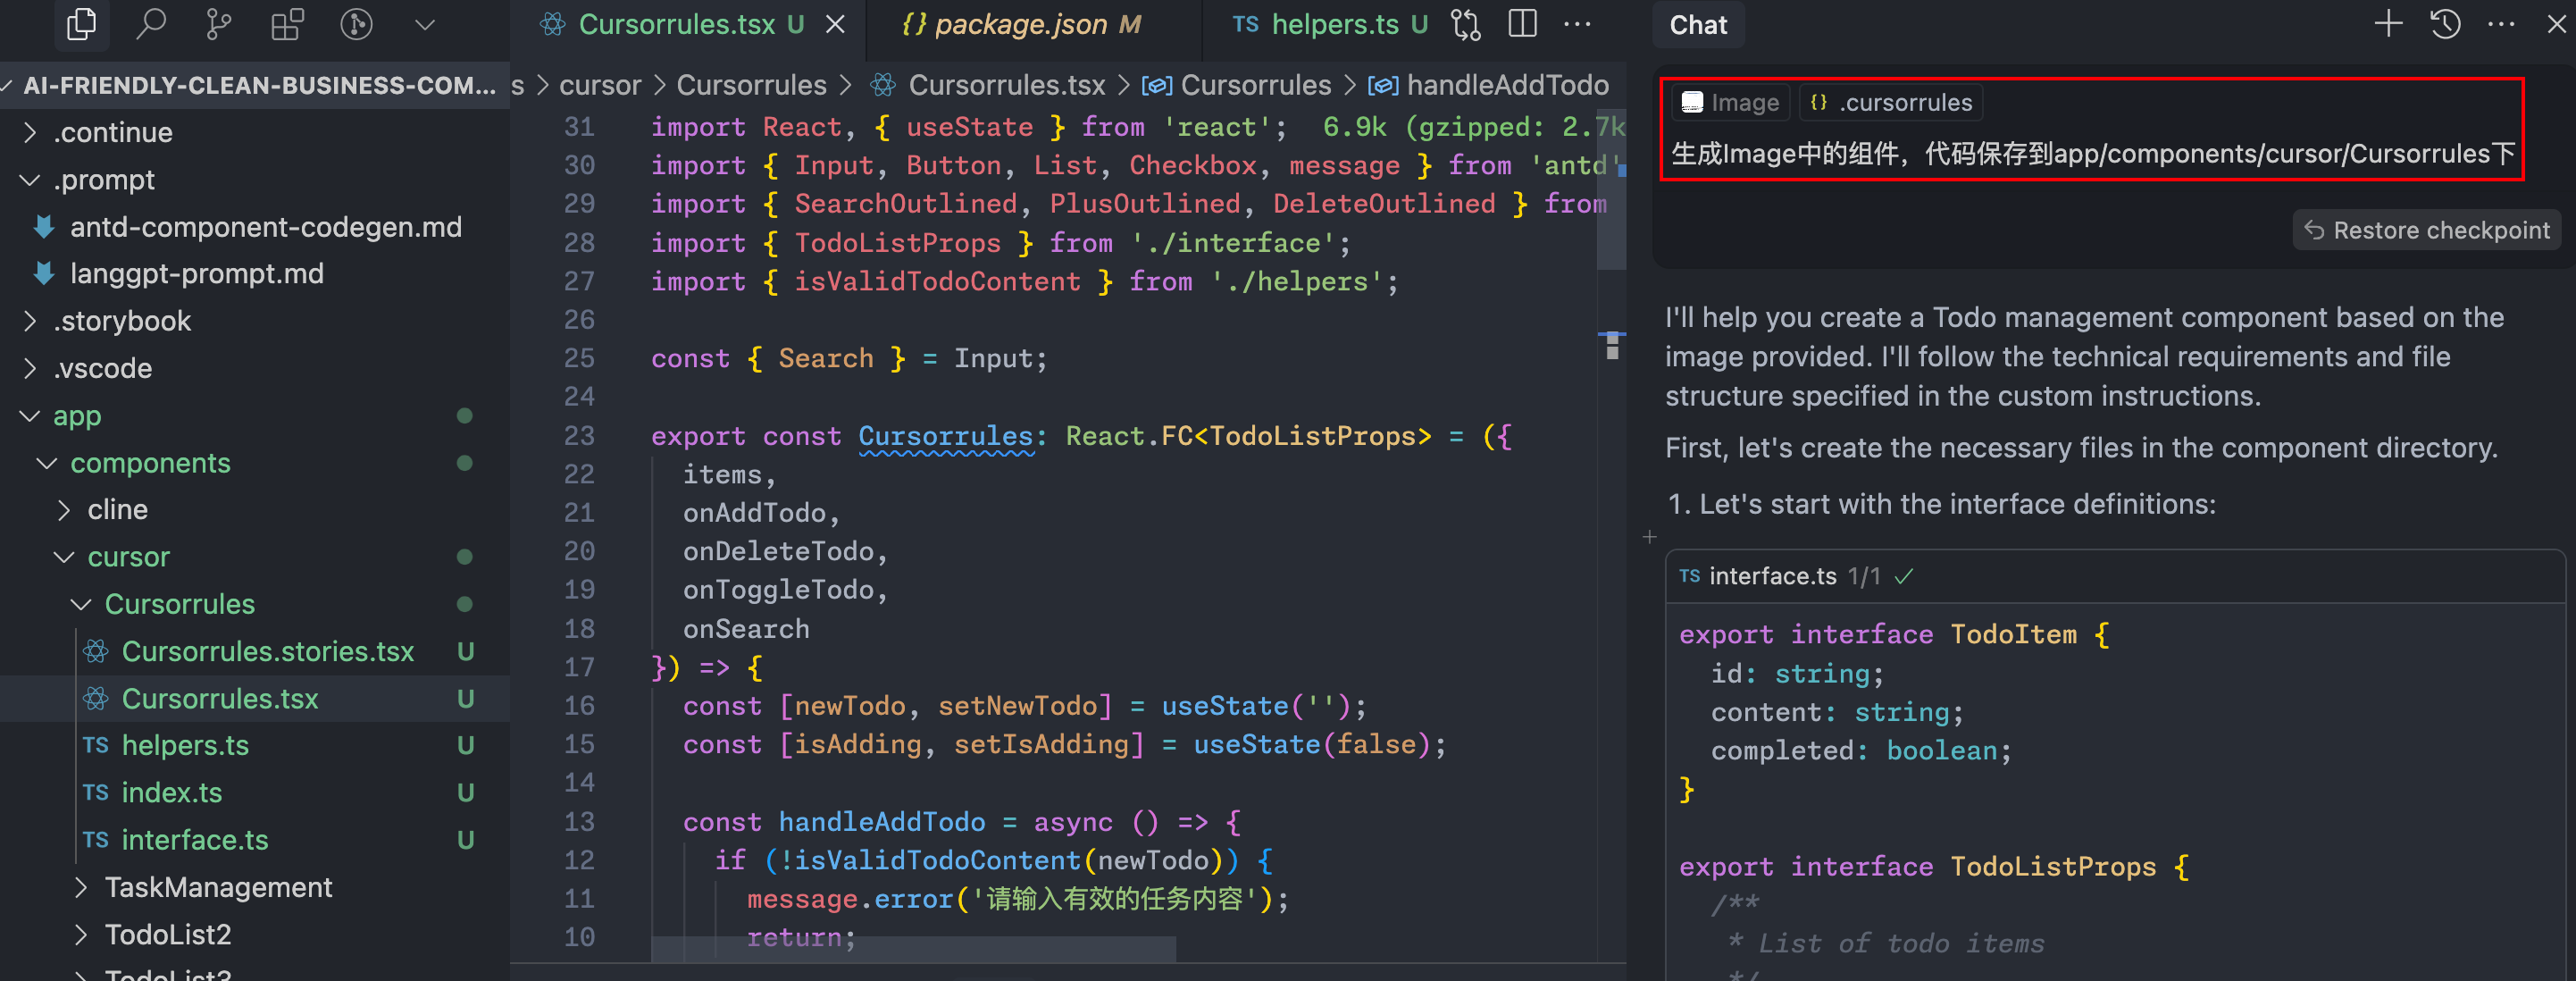 AI-FRIENDLY-CLEAN-BUSINESS-COM...
.continue
.prompt
antd-component-codegen.md
langgpt-prompt.md
.storybook
.vscode
app
components
cline
cursor
Cursorrules
Cursorrules.stories.tsx U
Cursorrules.tsx U
TS helpers.ts U
TS index.ts U
TS interface.ts U
TaskManagement
TodoList2
TodoList3
Cursorrules.tsx U
{} package.json M
TS helpers.ts U
s > cursor > Cursorrules > Cursorrules.tsx > Cursorrules > handleAddTodo
31 import React, { useState } from 'react'; 6.9k (gzipped: 2.7k
30 import { Input, Button, List, Checkbox, message } from 'antd'
29 import { SearchOutlined, PlusOutlined, DeleteOutlined } from
28 import { TodoListProps } from './interface';
27 import { isValidTodoContent } from './helpers';
26
25 const { Search } = Input;
24
23 export const Cursorrules: React.FC<TodoListProps> = ({
22 items,
21 onAddTodo,
20 onDeleteTodo,
19 onToggleTodo,
18 onSearch
17 }) => {
16 const [newTodo, setNewTodo] = useState('');
15 const [isAdding, setIsAdding] = useState(false);
14
13 const handleAddTodo = async () => {
12 if (!isValidTodoContent(newTodo)) {
11 message.error('请输入有效的任务内容');
10 return;
Chat
Image {} .cursorrules
生成Image中的组件，代码保存到app/components/cursor/Cursorrules下
Restore checkpoint
I'll help you create a Todo management component based on the
image provided. I'll follow the technical requirements and file
structure specified in the custom instructions.
First, let's create the necessary files in the component directory.
1. Let's start with the interface definitions:
TS interface.ts 1/1
export interface TodoItem {
id: string;
content: string;
completed: boolean;
}
export interface TodoListProps {
/**
* List of todo items
*/